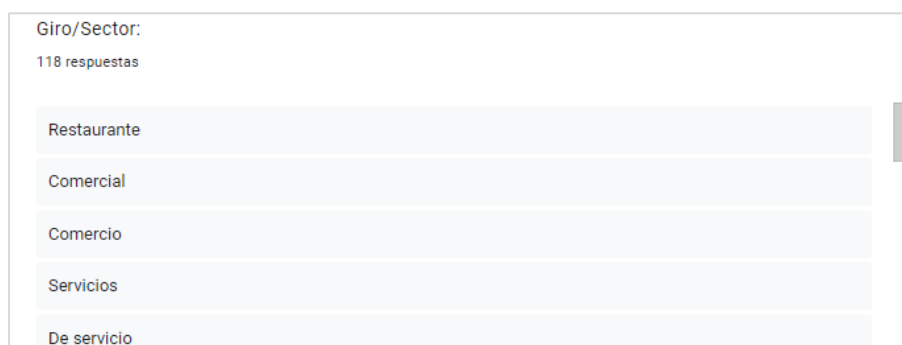 Giro/Sector:
118 respuestas
Restaurante
Comercial
Comercio
Servicios
De servicio